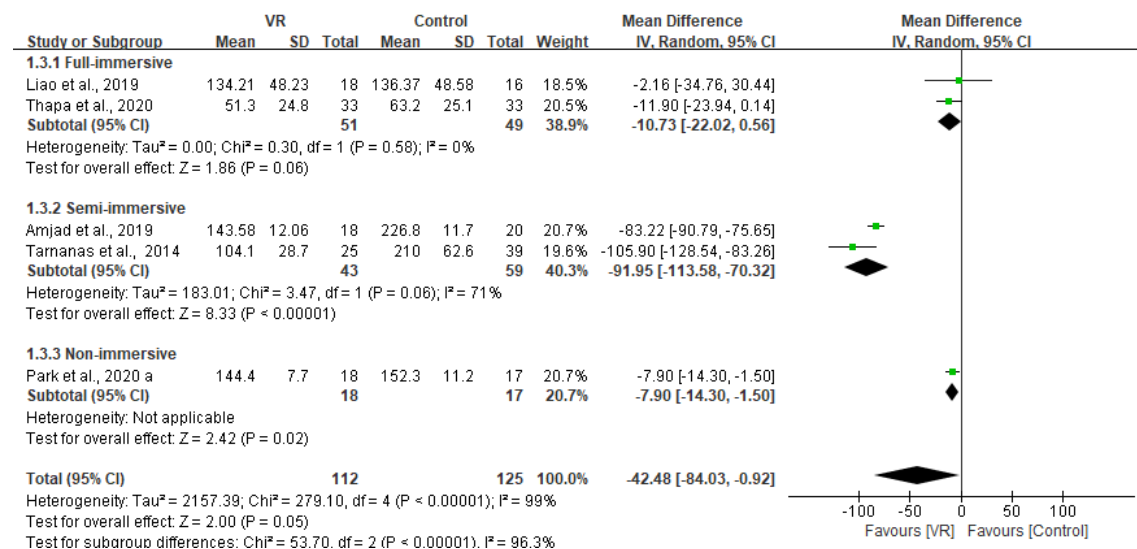 VR Control Mean Difference Mean Difference
Study or Subgroup Mean SD Total Mean SD Total Weight IV, Random, 95% CI IV, Random, 95% CI
1.3.1 Full-immersive
Liao et al., 2019 134.21 48.23 18 136.37 48.58 16 18.5% -2.16 [-34.76, 30.44]
Thapa et al., 2020 51.3 24.8 33 63.2 25.1 33 20.5% -11.90 [-23.94, 0.14]
Subtotal (95% CI) 51 49 38.9% -10.73 [-22.02, 0.56]
Heterogeneity: Tau² = 0.00; Chi² = 0.30, df = 1 (P = 0.58); I² = 0%
Test for overall effect: Z = 1.86 (P = 0.06)
1.3.2 Semi-immersive
Amjad et al., 2019 143.58 12.06 18 226.8 11.7 20 20.7% -83.22 [-90.79, -75.65]
Tarnanas et al., 2014 104.1 28.7 25 210 62.6 39 19.6% -105.90 [-128.54, -83.26]
Subtotal (95% CI) 43 59 40.3% -91.95 [-113.58, -70.32]
Heterogeneity: Tau² = 183.01; Chi² = 3.47, df = 1 (P = 0.06); I² = 71%
Test for overall effect: Z = 8.33 (P < 0.00001)
1.3.3 Non-immersive
Park et al., 2020 a 144.4 7.7 18 152.3 11.2 17 20.7% -7.90 [-14.30, -1.50]
Subtotal (95% CI) 18 17 20.7% -7.90 [-14.30, -1.50]
Heterogeneity: Not applicable
Test for overall effect: Z = 2.42 (P = 0.02)
Total (95% CI) 112 125 100.0% -42.48 [-84.03, -0.92]
Heterogeneity: Tau² = 2157.39; Chi² = 279.10, df = 4 (P < 0.00001); I² = 99%
Test for overall effect: Z = 2.00 (P = 0.05)
Test for subgroup differences: Chi² = 53.70, df = 2 (P < 0.00001), I² = 96.3%
-100 -50 0 50 100
Favours [VR] Favours [Control]